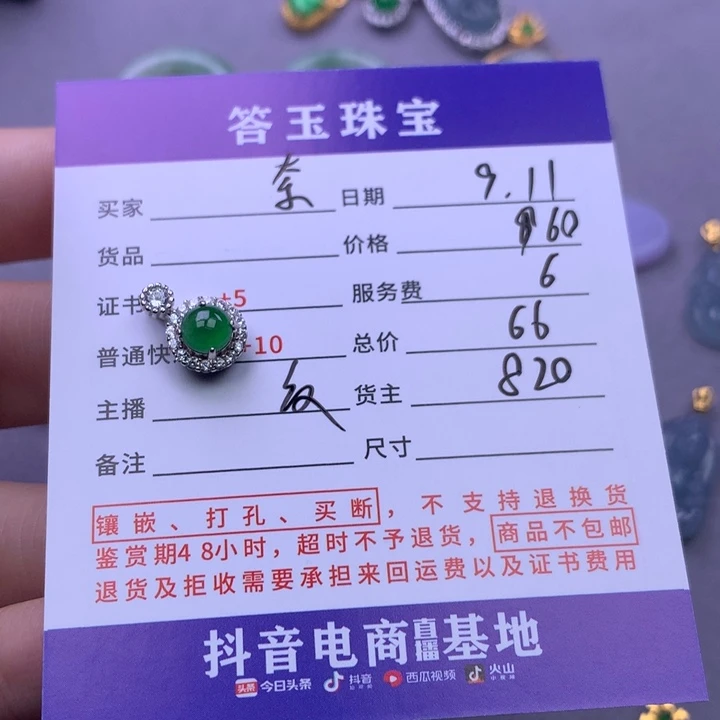 答玉珠宝
买家 奈 日期 9.11
货品 价格 60
证书 +5 服务费 6
普通快 +10 总价 66
主播 货主 820
备注 尺寸
镶嵌、打孔、买断，不支持退换货
鉴赏期48小时，超时不予退货，商品不包邮
退货及拒收需要承担来回运费以及证书费用
抖音电商直播基地
头条 今日头条 抖音 西瓜视频 火山